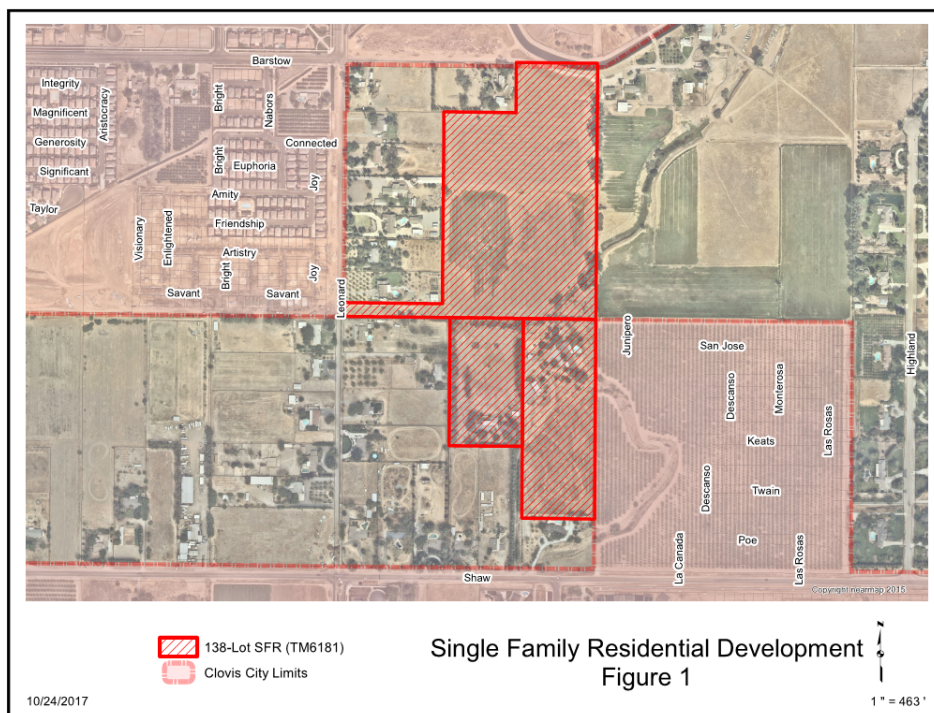 Barstow
Integrity
Aristocracy
Bright
Nabors
Magnificent
Generosity
Connected
Significant
Bright
Euphoria
Joy
Amity
Taylor
Friendship
Visionary
Enlightened
Artistry
Bright
Joy
Savant
Savant
Leonard
Junipero
San Jose
Highland
Descanso
Monterosa
Las Rosas
Keats
Descanso
Twain
Poe
La Canada
Las Rosas
Shaw
Copyright nearmap 2015
138-Lot SFR (TM6181)
Clovis City Limits
Single Family Residential Development
Figure 1
N
10/24/2017
1 " = 463 '